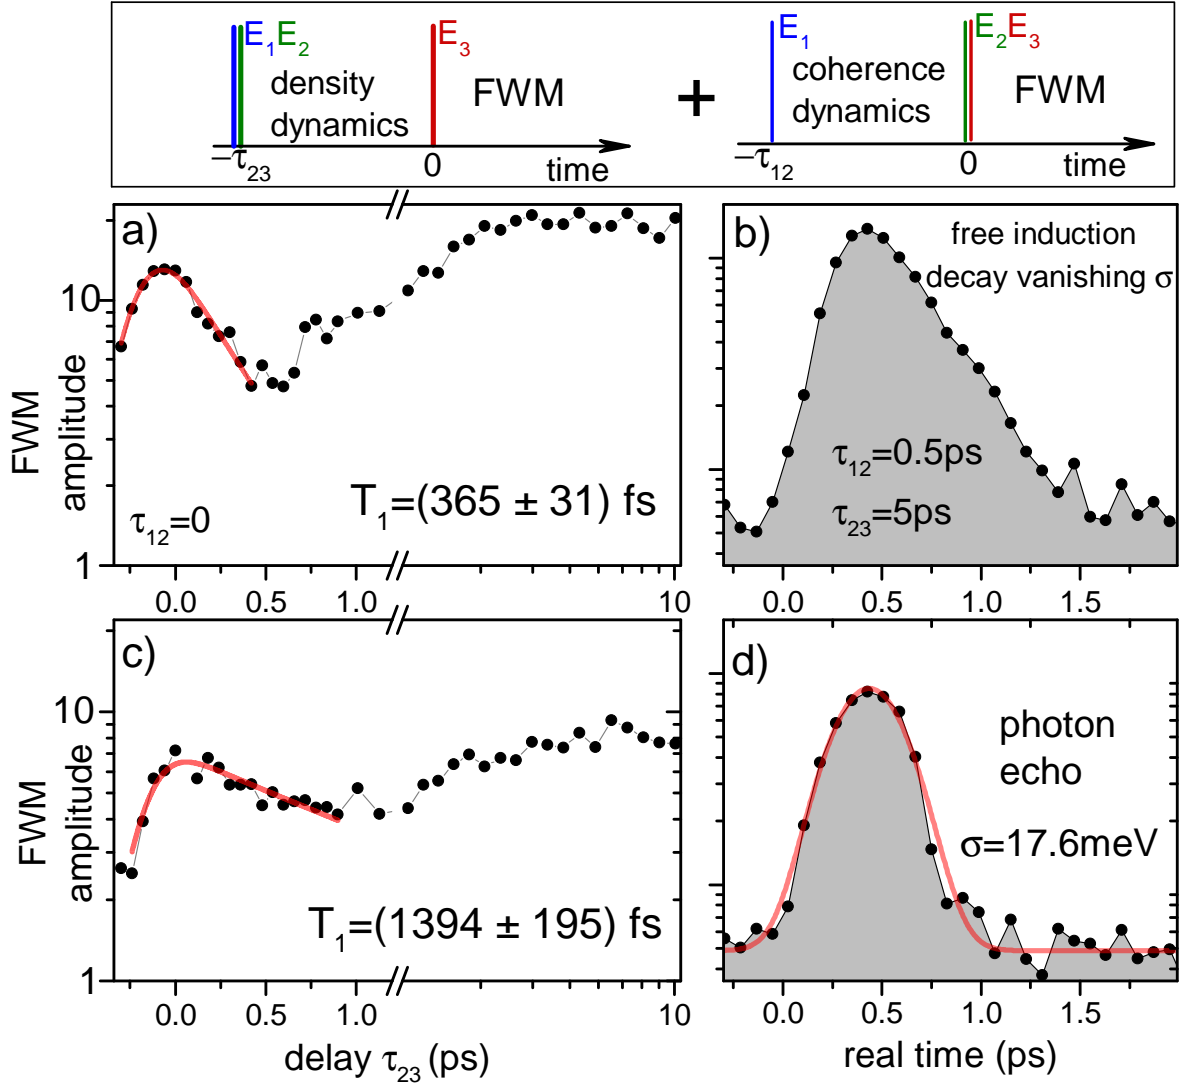 E1E2 E3 E1 E2E3
density dynamics FWM + coherence dynamics FWM
−τ23 0 time −τ12 0 time
a)
10
1
FWM amplitude
τ12=0
T1=(365 ± 31) fs
0.0 0.5 1.0 10
b)
free induction
decay vanishing σ
τ12=0.5ps
τ23=5ps
0.0 0.5 1.0 1.5
c)
10
1
FWM amplitude
T1=(1394 ± 195) fs
0.0 0.5 1.0 10
delay τ23 (ps)
d)
photon
echo
σ=17.6meV
0.0 0.5 1.0 1.5
real time (ps)